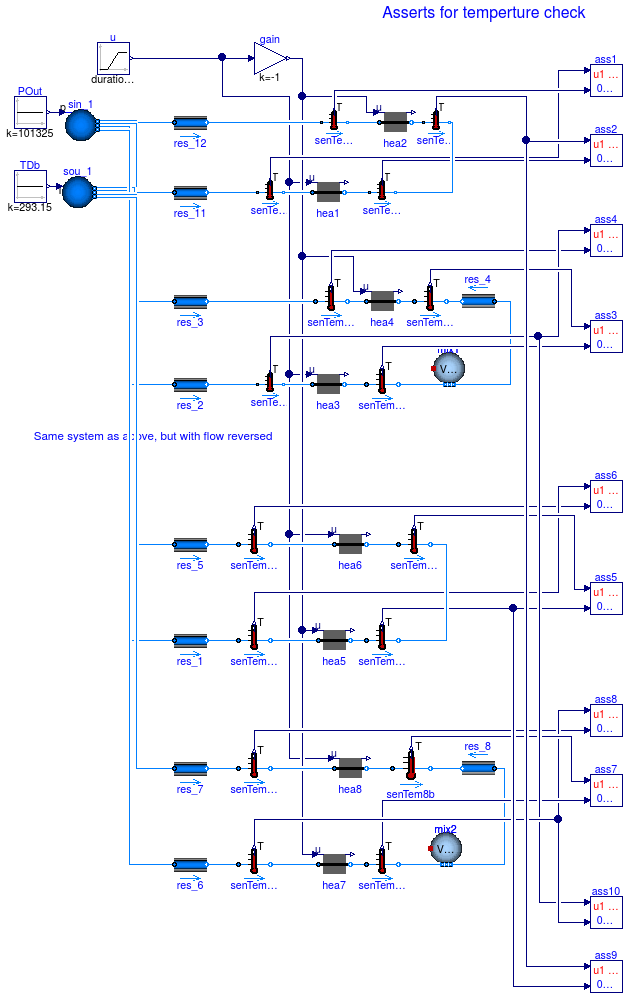 Asserts for temperture check
u
gain
duratio...
k=-1
ass1
u1 ...
0...
POut
p
sin_1
k=101325
T
u
T
res_12
senTe...
hea2
senTe...
ass2
u1 ...
0...
TDb
sou_1
T
k=293.15
T
u
T
res_11
senTe...
hea1
senTe...
ass4
u1 ...
0...
T
u
T
res_4
res_3
senTem...
hea4
senTem...
ass3
u1 ...
0...
T
u
T
mix1
V...
res_2
senTe...
hea3
senTem...
Same system as above, but with flow reversed
ass6
u1 ...
0...
T
u
T
res_5
senTem...
hea6
senTem...
ass5
u1 ...
0...
T
u
T
res_1
senTem...
hea5
senTem...
ass8
u1 ...
0...
T
u
T
res_8
res_7
senTem...
hea8
senTem8b
ass7
u1 ...
0...
T
u
T
mix2
V...
res_6
senTem...
hea7
senTem...
ass10
u1 ...
0...
ass9
u1 ...
0...